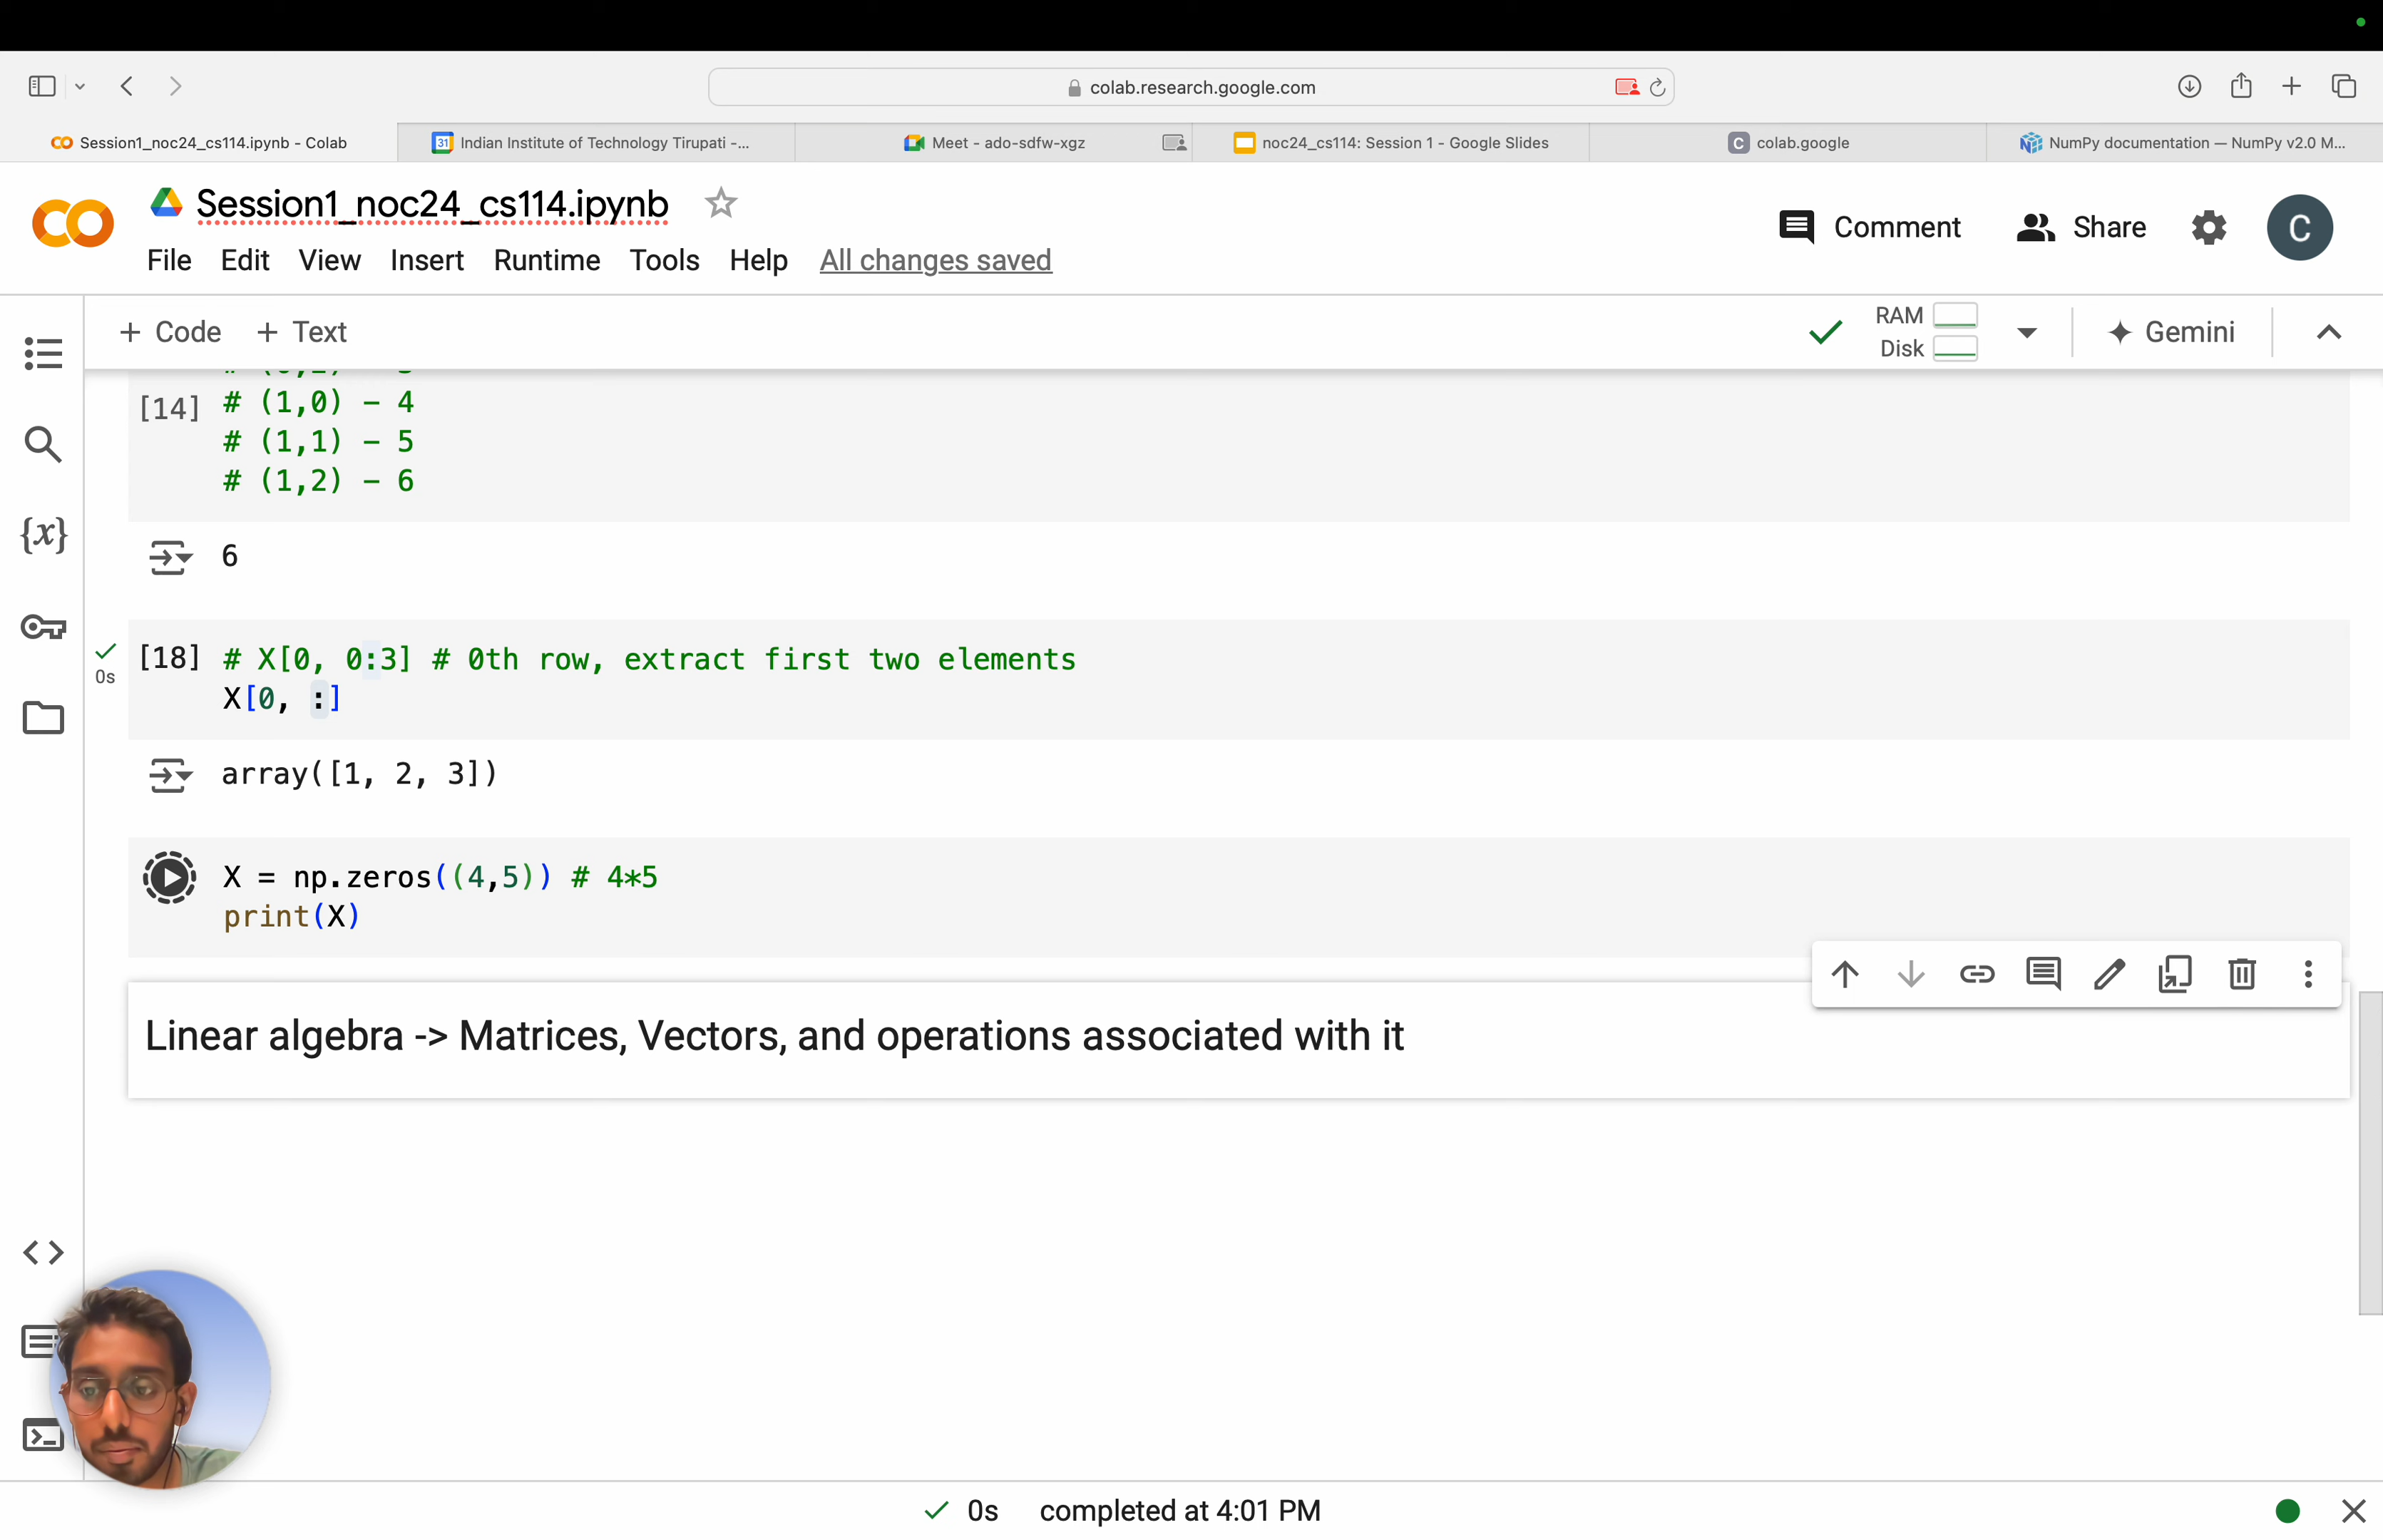 colab.research.google.com
Session1_noc24_cs114.ipynb - Colab
31 Indian Institute of Technology Tirupati -...
Meet - ado-sdfw-xgz
noc24_cs114: Session 1 - Google Slides
C colab.google
NumPy documentation — NumPy v2.0 M...
Session1_noc24_cs114.ipynb
Comment
Share
C
File Edit View Insert Runtime Tools Help All changes saved
+ Code + Text
RAM
Disk
Gemini
[14] # (1,0) - 4
# (1,1) - 5
# (1,2) - 6
{x}
6
[18] # X[0, 0:3] # 0th row, extract first two elements
0s
X[0, :]
array([1, 2, 3])
X = np.zeros((4,5)) # 4*5
print(X)
Linear algebra -> Matrices, Vectors, and operations associated with it
0s completed at 4:01 PM